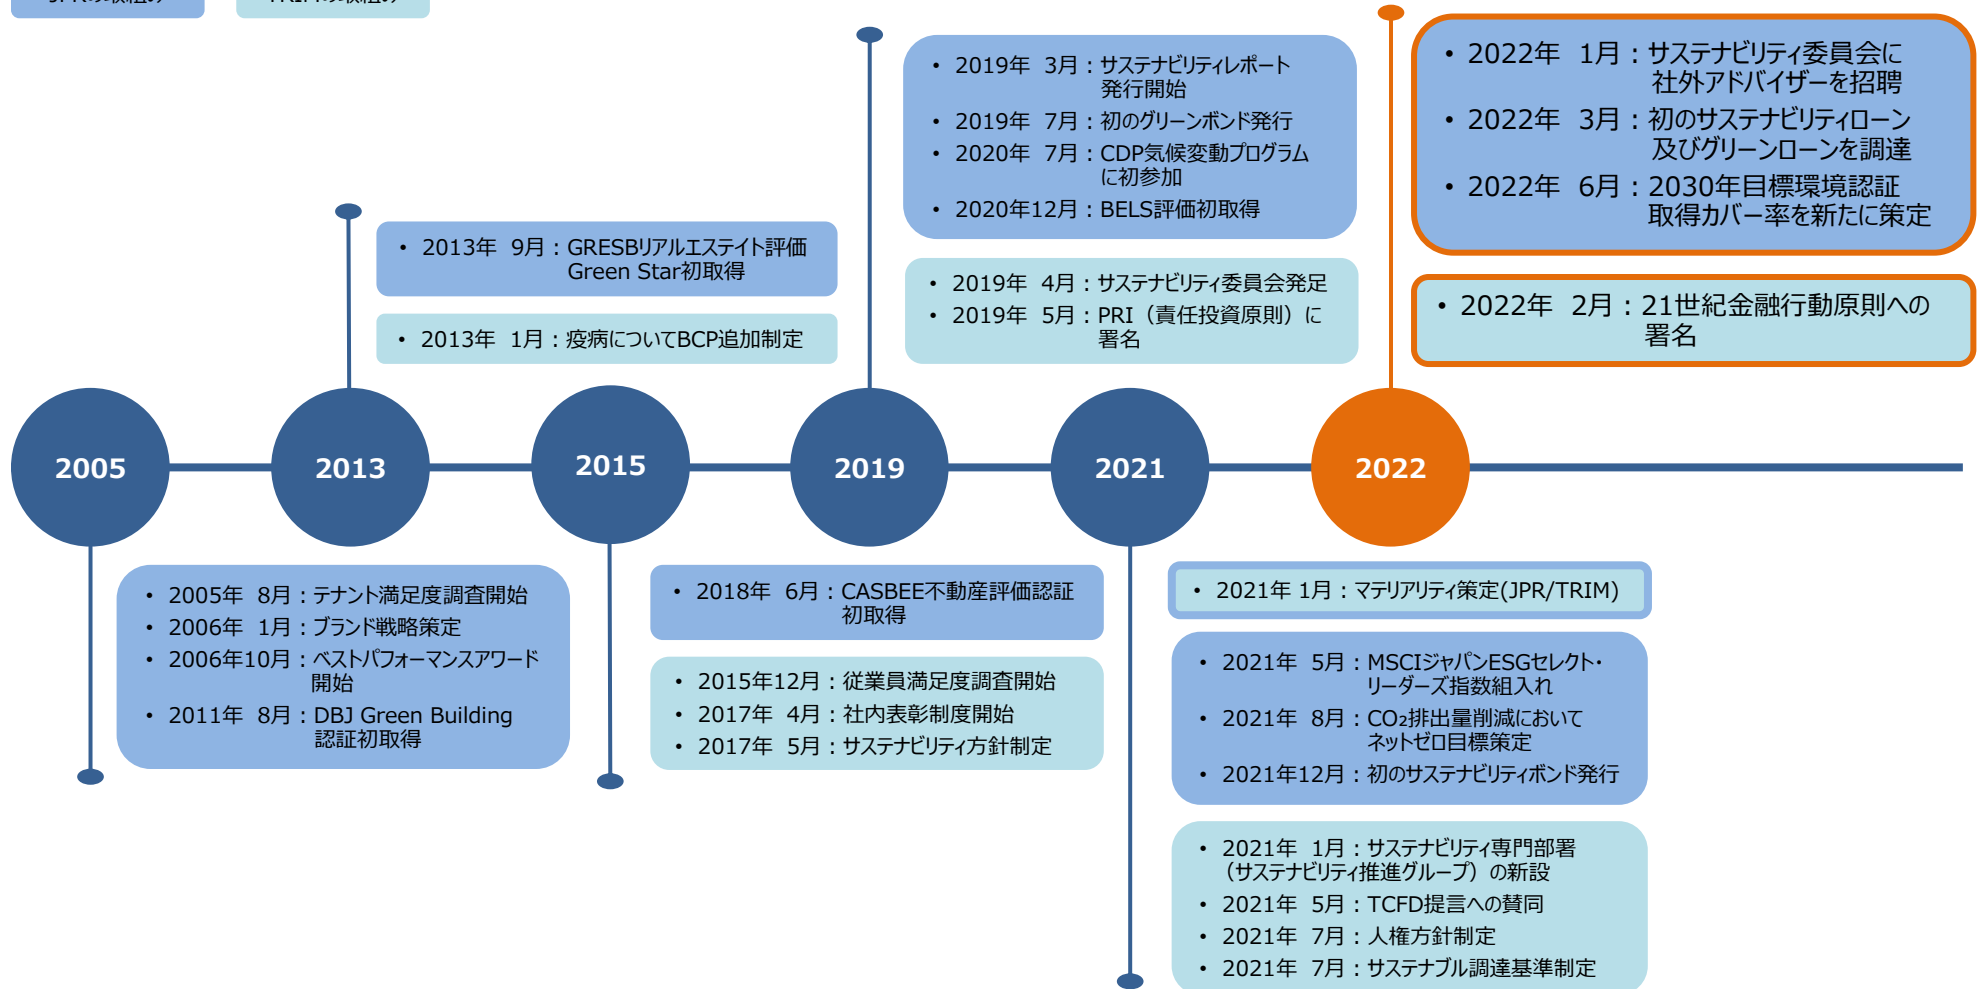 • 2019年 3月：サステナビリティレポート
発行開始
• 2019年 7月：初のグリーンボンド発行
• 2020年 7月：CDP気候変動プログラム
に初参加
• 2020年12月：BELS評価初取得
• 2022年 1月：サステナビリティ委員会に
社外アドバイザーを招聘
• 2022年 3月：初のサステナビリティローン
及びグリーンローンを調達
• 2022年 6月：2030年目標環境認証
取得カバー率を新たに策定
• 2013年 9月：GRESBリアルエステイト評価
Green Star初取得
• 2013年 1月：疫病についてBCP追加制定
• 2019年 4月：サステナビリティ委員会発足
• 2019年 5月：PRI（責任投資原則）に
署名
• 2022年 2月：21世紀金融行動原則への
署名
2005
2013
2015
2019
2021
2022
• 2005年 8月：テナント満足度調査開始
• 2006年 1月：ブランド戦略策定
• 2006年10月：ベストパフォーマンスアワード
開始
• 2011年 8月：DBJ Green Building
認証初取得
• 2018年 6月：CASBEE不動産評価認証
初取得
• 2015年12月：従業員満足度調査開始
• 2017年 4月：社内表彰制度開始
• 2017年 5月：サステナビリティ方針制定
• 2021年 1月：マテリアリティ策定(JPR/TRIM)
• 2021年 5月：MSCIジャパンESGセレクト・
リーダーズ指数組入れ
• 2021年 8月：CO₂排出量削減において
ネットゼロ目標策定
• 2021年12月：初のサステナビリティボンド発行
• 2021年 1月：サステナビリティ専門部署
（サステナビリティ推進グループ）の新設
• 2021年 5月：TCFD提言への賛同
• 2021年 7月：人権方針制定
• 2021年 7月：サステナブル調達基準制定